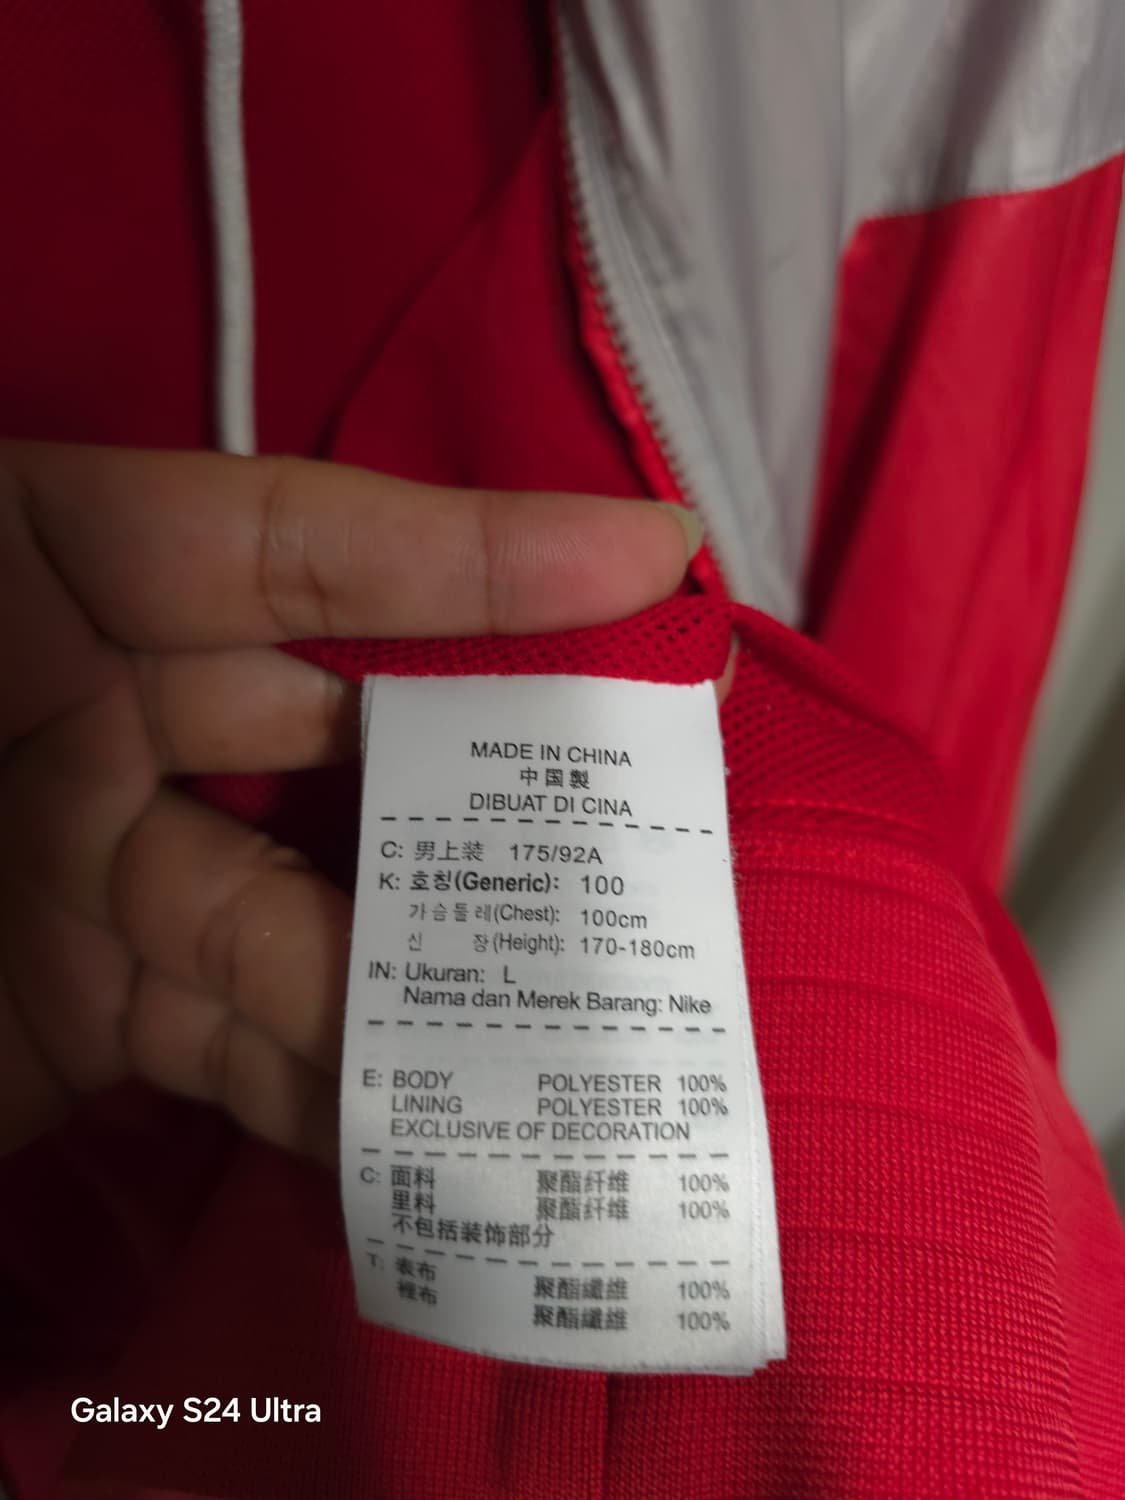 MADE IN CHINA
中国製
DIBUAT DI CINA
C: 男上装 175/92A
K: 호칭(Generic): 100
가슴둘레(Chest): 100cm
신 장(Height): 170-180cm
IN: Ukuran: L
Nama dan Merek Barang: Nike
E: BODY POLYESTER 100%
LINING POLYESTER 100%
EXCLUSIVE OF DECORATION
C: 面料 聚酯纤维 100%
里料 聚酯纤维 100%
不包括装饰部分
T: 表布 聚酯纖維 100%
裡布 聚酯纖維 100%
Galaxy S24 Ultra